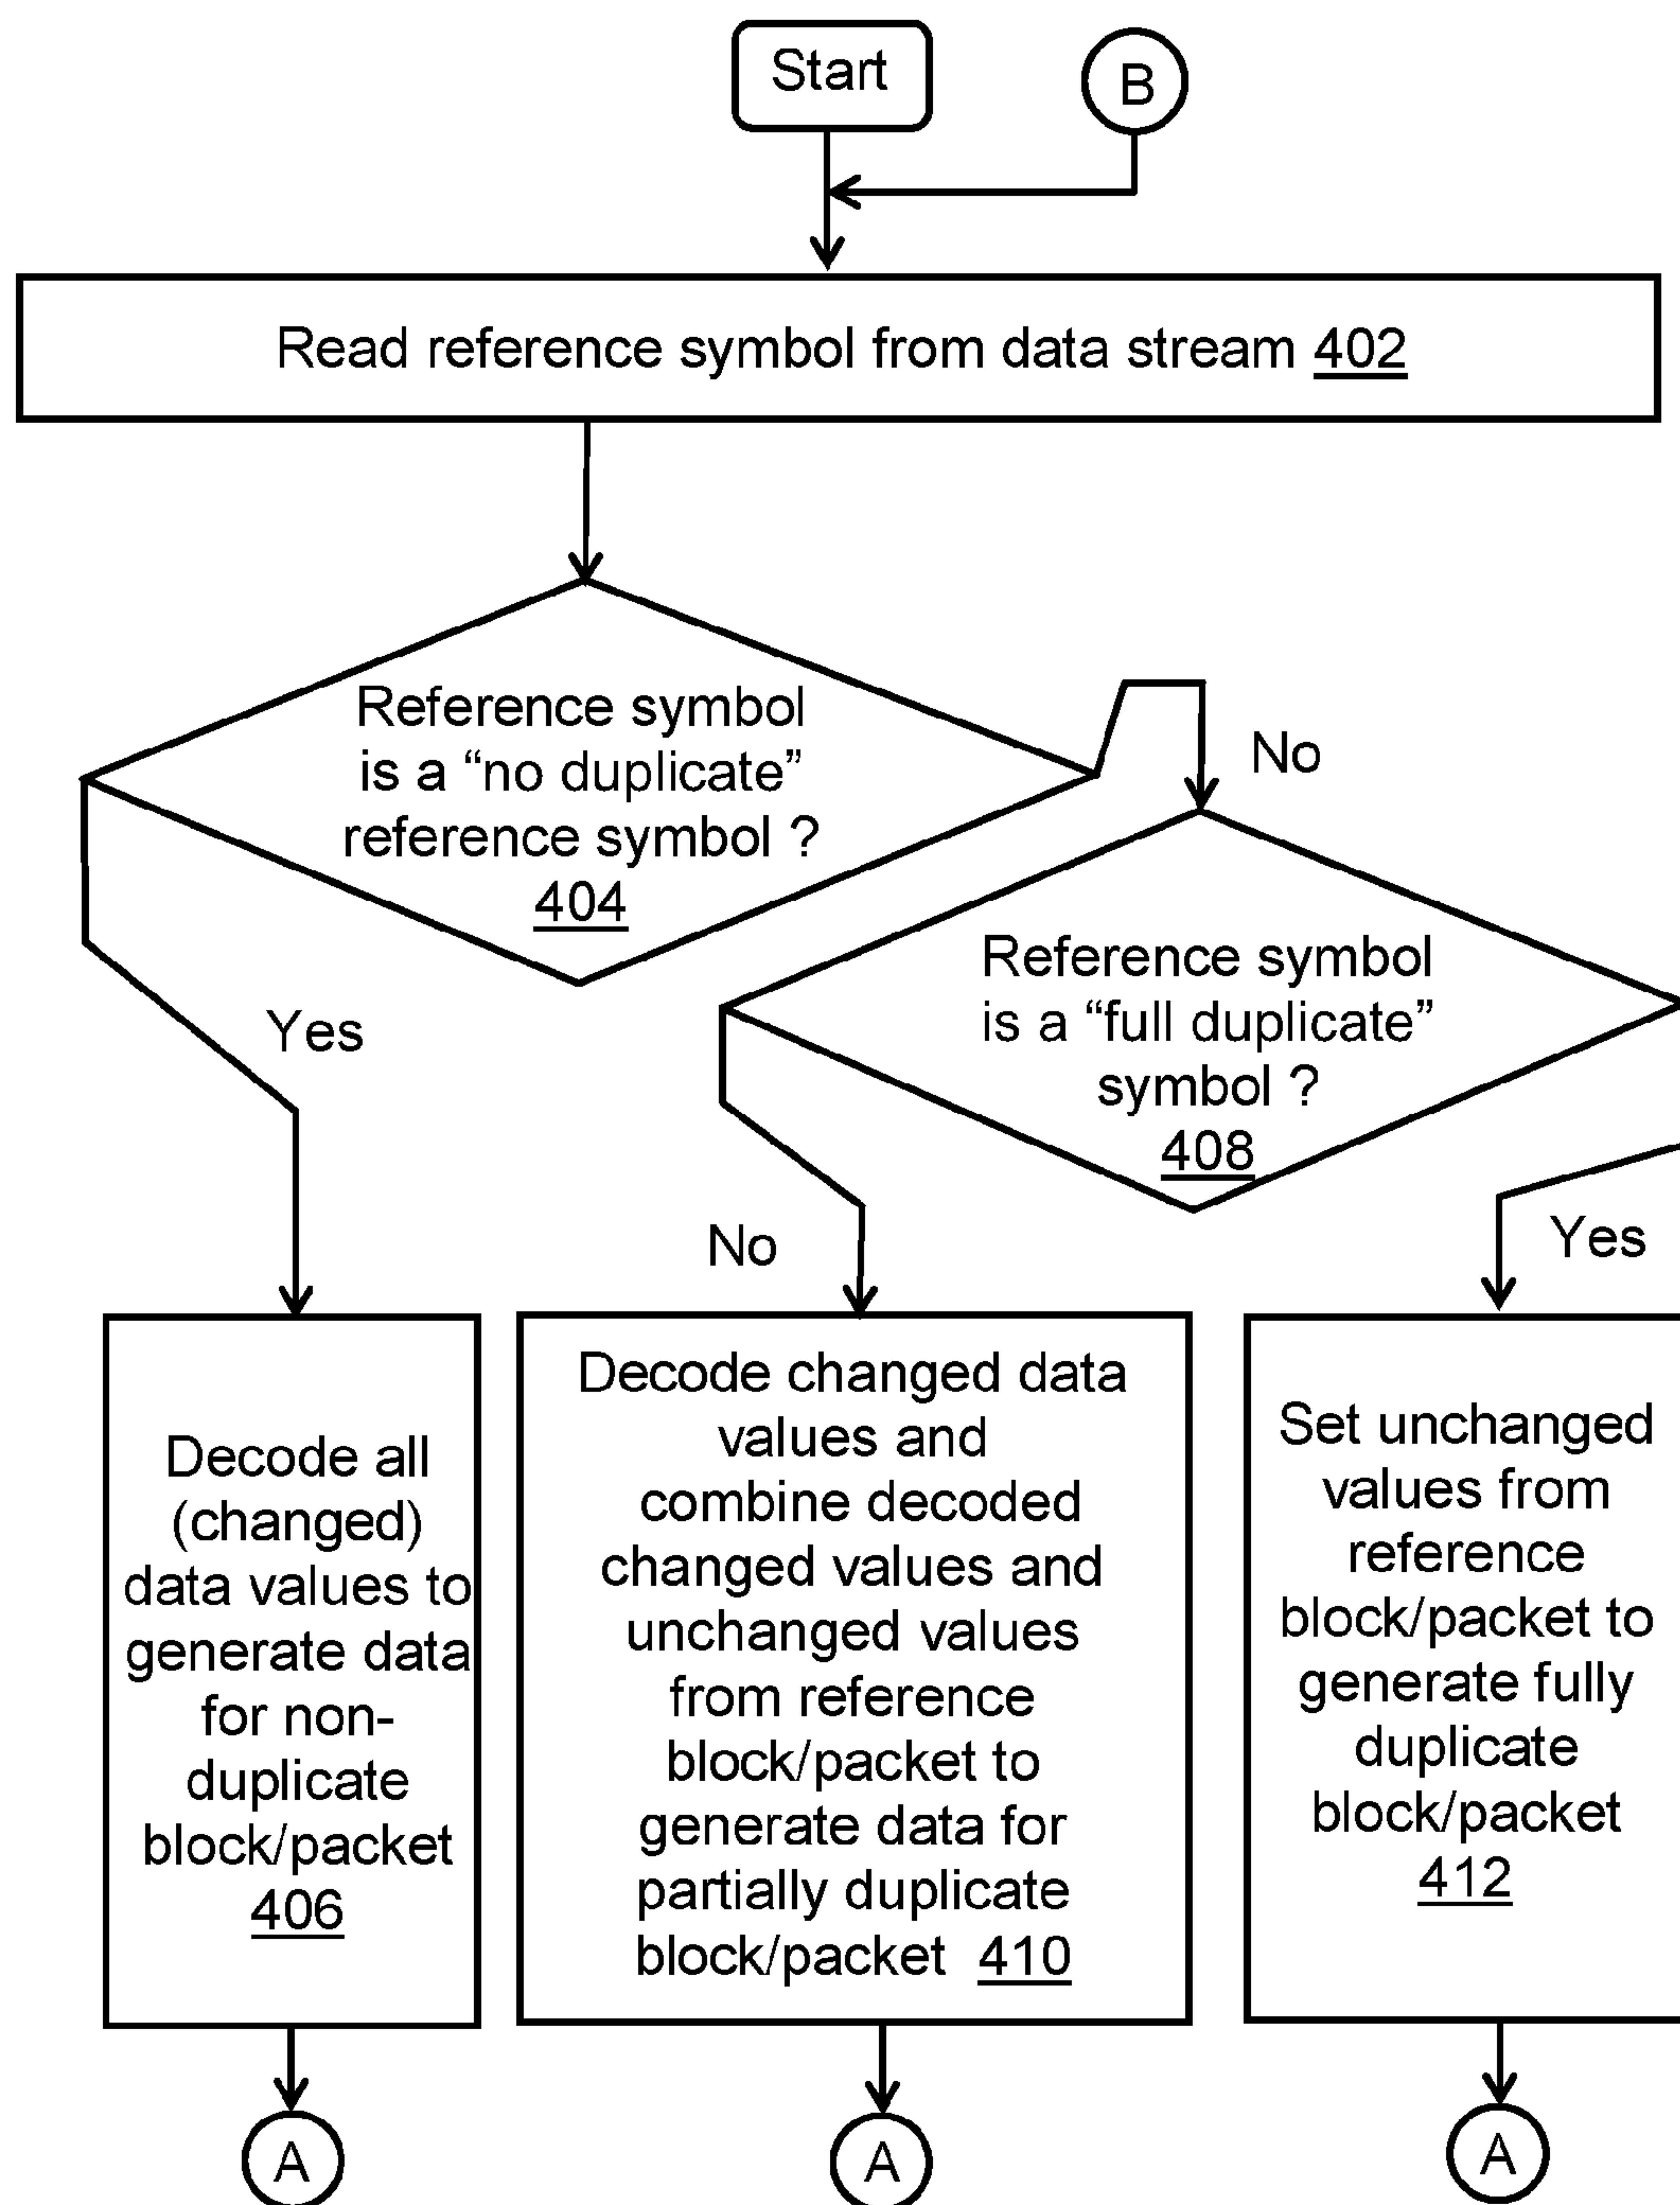 Start
B
Read reference symbol from data stream 402
Reference symbol
is a “no duplicate”
reference symbol ?
404
No
Reference symbol
is a “full duplicate”
symbol ?
408
Yes
No
Yes
Decode all
(changed)
data values to
generate data
for non-
duplicate
block/packet
406
Decode changed data
values and
combine decoded
changed values and
unchanged values
from reference
block/packet to
generate data for
partially duplicate
block/packet 410
Set unchanged
values from
reference
block/packet to
generate fully
duplicate
block/packet
412
A
A
A